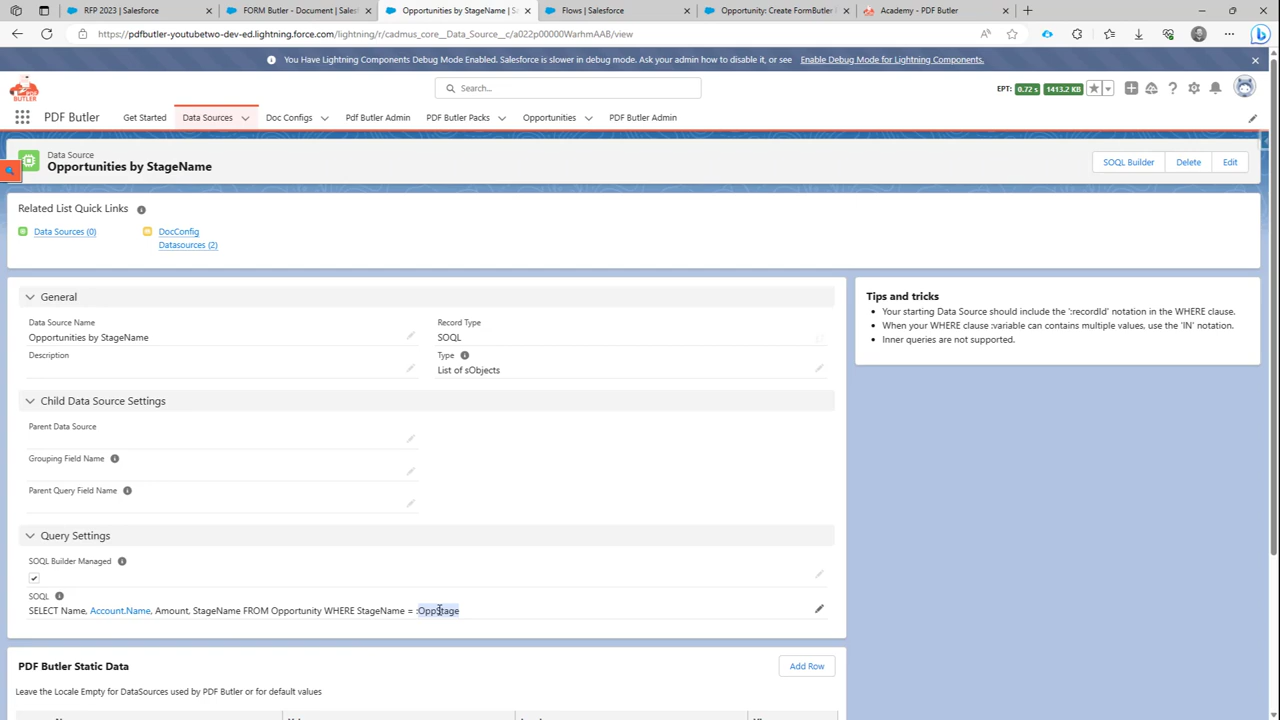 RFP 2023 | Salesforce
FORM Butler - Document | Sales
Opportunities by StageName | S
Flows | Salesforce
Opportunity: Create FormButler
Academy - PDF Butler
https://pdfbutler-youtubetwo-dev-ed.lightning.force.com/lightning/r/cadmus_core__Data_Source__c/a022p00000WarhmAAB/view
You Have Lightning Components Debug Mode Enabled. Salesforce is slower in debug mode. Ask your admin how to disable it, or see Enable Debug Mode for Lightning Components.
PDF BUTLER
Search...
EPT: 0.72 s 1413.2 KB
PDF Butler
Get Started
Data Sources
Doc Configs
Pdf Butler Admin
PDF Butler Packs
Opportunities
PDF Butler Admin
Data Source
Opportunities by StageName
SOQL Builder
Delete
Edit
Related List Quick Links
Data Sources (0)
DocConfig
Datasources (2)
General
Data Source Name
Opportunities by StageName
Record Type
SOQL
Description
Type
List of sObjects
Child Data Source Settings
Parent Data Source
Grouping Field Name
Parent Query Field Name
Query Settings
SOQL Builder Managed
SOQL
SELECT Name, Account.Name, Amount, StageName FROM Opportunity WHERE StageName = :OppStage
Tips and tricks
Your starting Data Source should include the ':recordId' notation in the WHERE clause.
When your WHERE clause :variable can contains multiple values, use the 'IN' notation.
Inner queries are not supported.
PDF Butler Static Data
Add Row
Leave the Locale Empty for DataSources used by PDF Butler or for default values